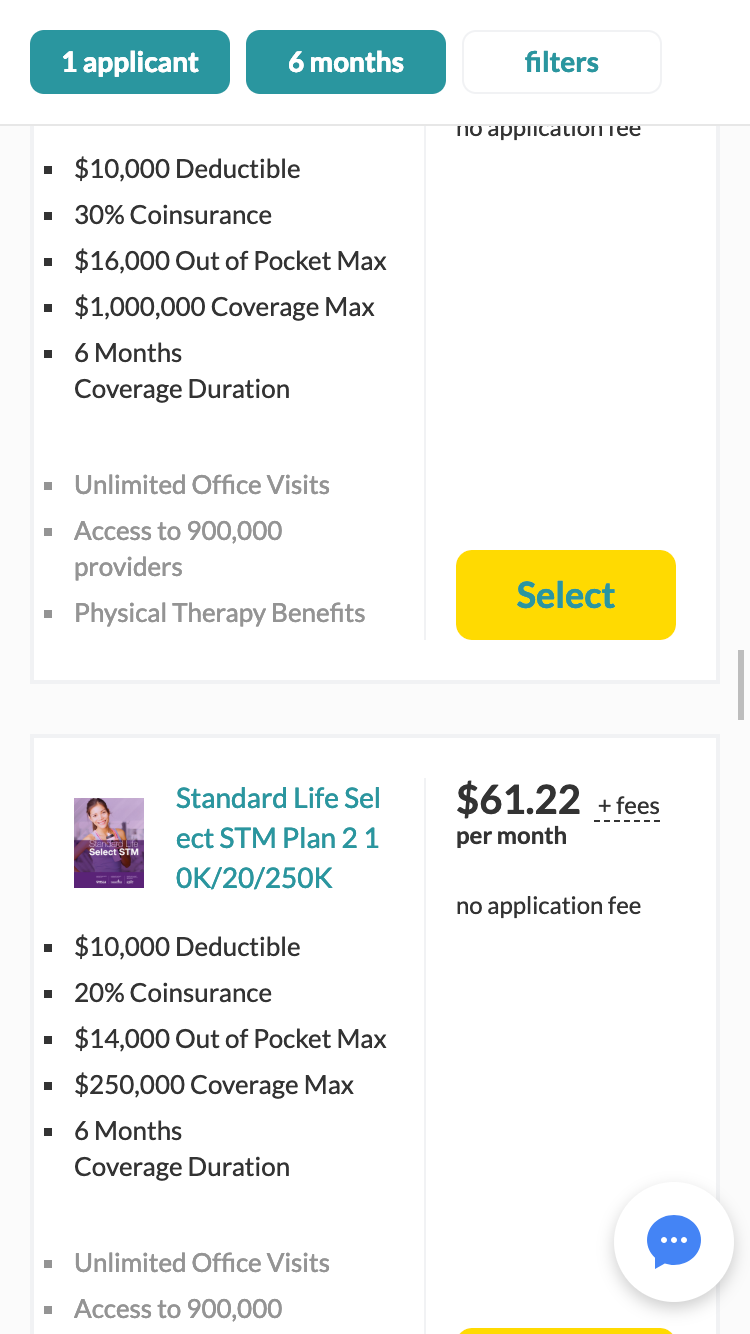 1 applicant
6 months
filters
no application fee
$10,000 Deductible
30% Coinsurance
$16,000 Out of Pocket Max
$1,000,000 Coverage Max
6 Months
Coverage Duration
Unlimited Office Visits
Access to 900,000
providers
Physical Therapy Benefits
Select
Standard Life
Select STM
Standard Life Sel
ect STM Plan 2 1
0K/20/250K
$61.22 + fees
per month
no application fee
$10,000 Deductible
20% Coinsurance
$14,000 Out of Pocket Max
$250,000 Coverage Max
6 Months
Coverage Duration
Unlimited Office Visits
Access to 900,000